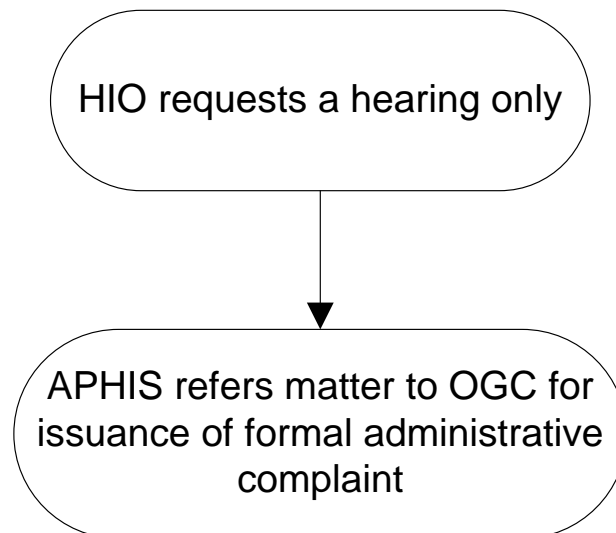 HIO requests a hearing only
APHIS refers matter to OGC for
issuance of formal administrative
complaint